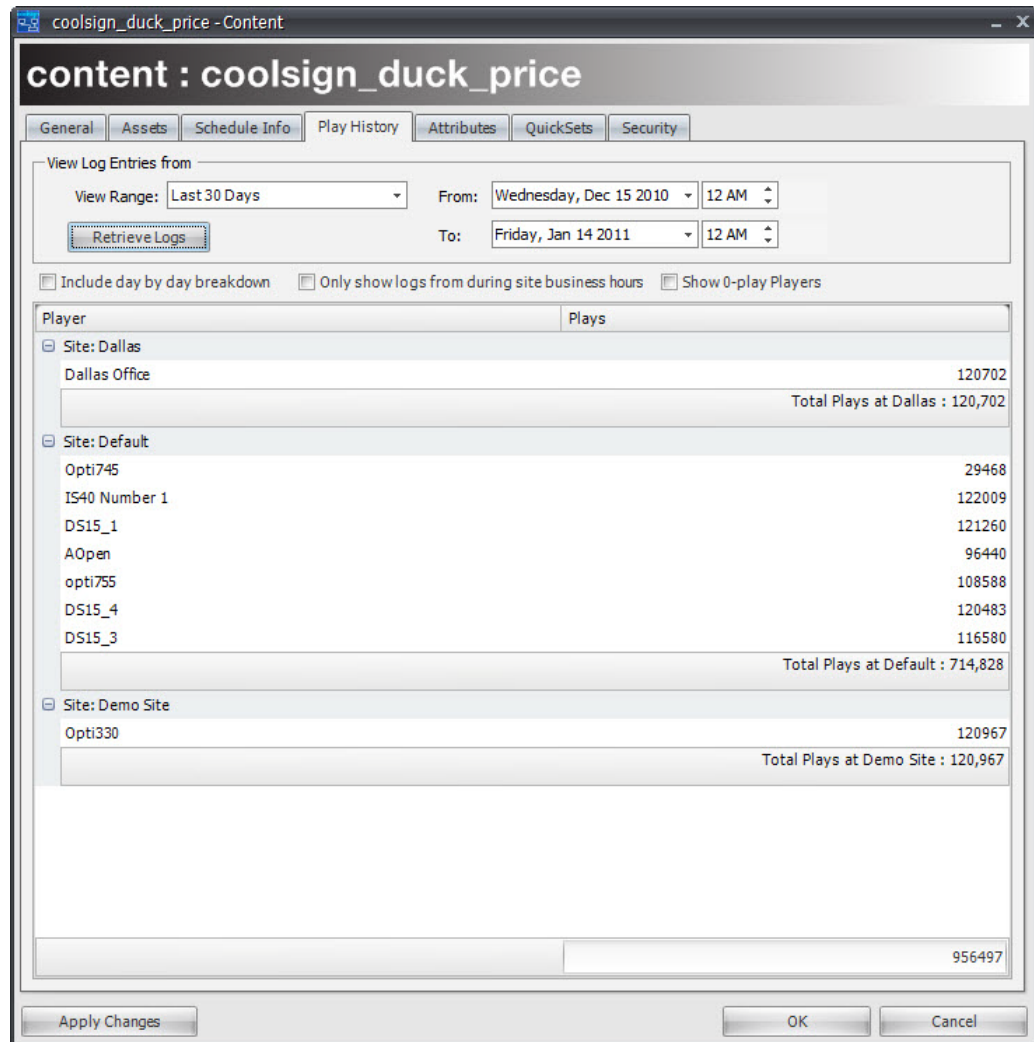 coolsign_duck_price - Content
content : coolsign_duck_price
General Assets Schedule Info Play History Attributes QuickSets Security
View Log Entries from
View Range: Last 30 Days From: Wednesday, Dec 15 2010 12 AM
Retrieve Logs To: Friday, Jan 14 2011 12 AM
Include day by day breakdown Only show logs from during site business hours Show 0-play Players
Player Plays
Site: Dallas
Dallas Office 120702
Total Plays at Dallas : 120,702
Site: Default
Opti745 29468
IS40 Number 1 122009
DS15_1 121260
AOpen 96440
opti755 108588
DS15_4 120483
DS15_3 116580
Total Plays at Default : 714,828
Site: Demo Site
Opti330 120967
Total Plays at Demo Site : 120,967
956497
Apply Changes OK Cancel